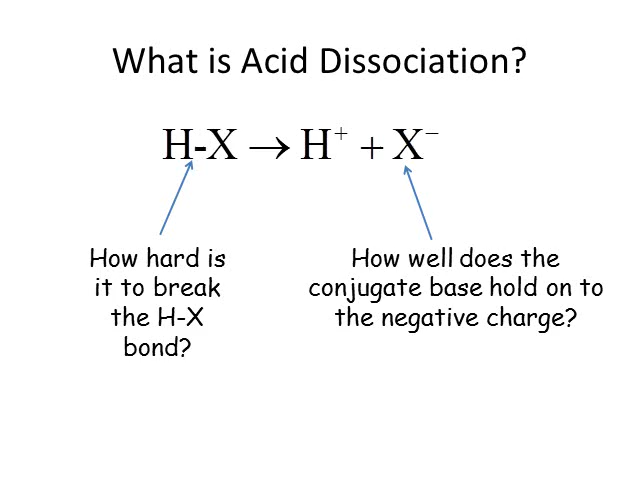 What is Acid Dissociation?
H-X → H⁺ + X⁻
How hard is
it to break
the H-X
bond?
How well does the
conjugate base hold on to
the negative charge?